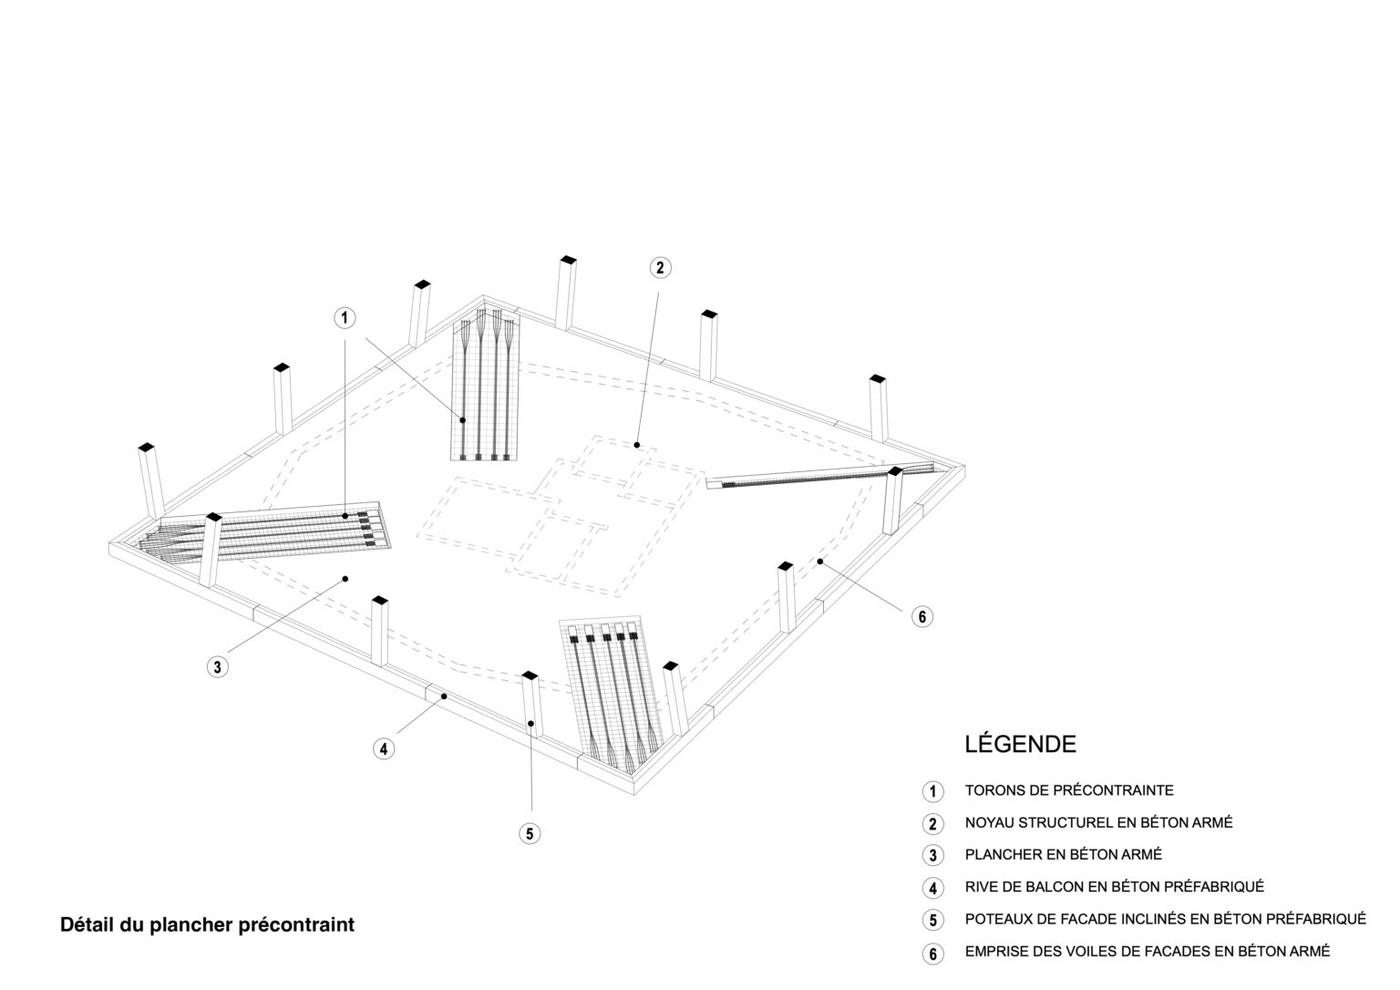 2
1
1
6
3
4
5
LÉGENDE
1 TORONS DE PRÉCONTRAINTE
2 NOYAU STRUCTUREL EN BÉTON ARMÉ
3 PLANCHER EN BÉTON ARMÉ
4 RIVE DE BALCON EN BÉTON PRÉFABRIQUÉ
5 POTEAUX DE FACADE INCLINÉS EN BÉTON PRÉFABRIQUÉ
6 EMPRISE DES VOILES DE FACADES EN BÉTON ARMÉ
Détail du plancher précontraint